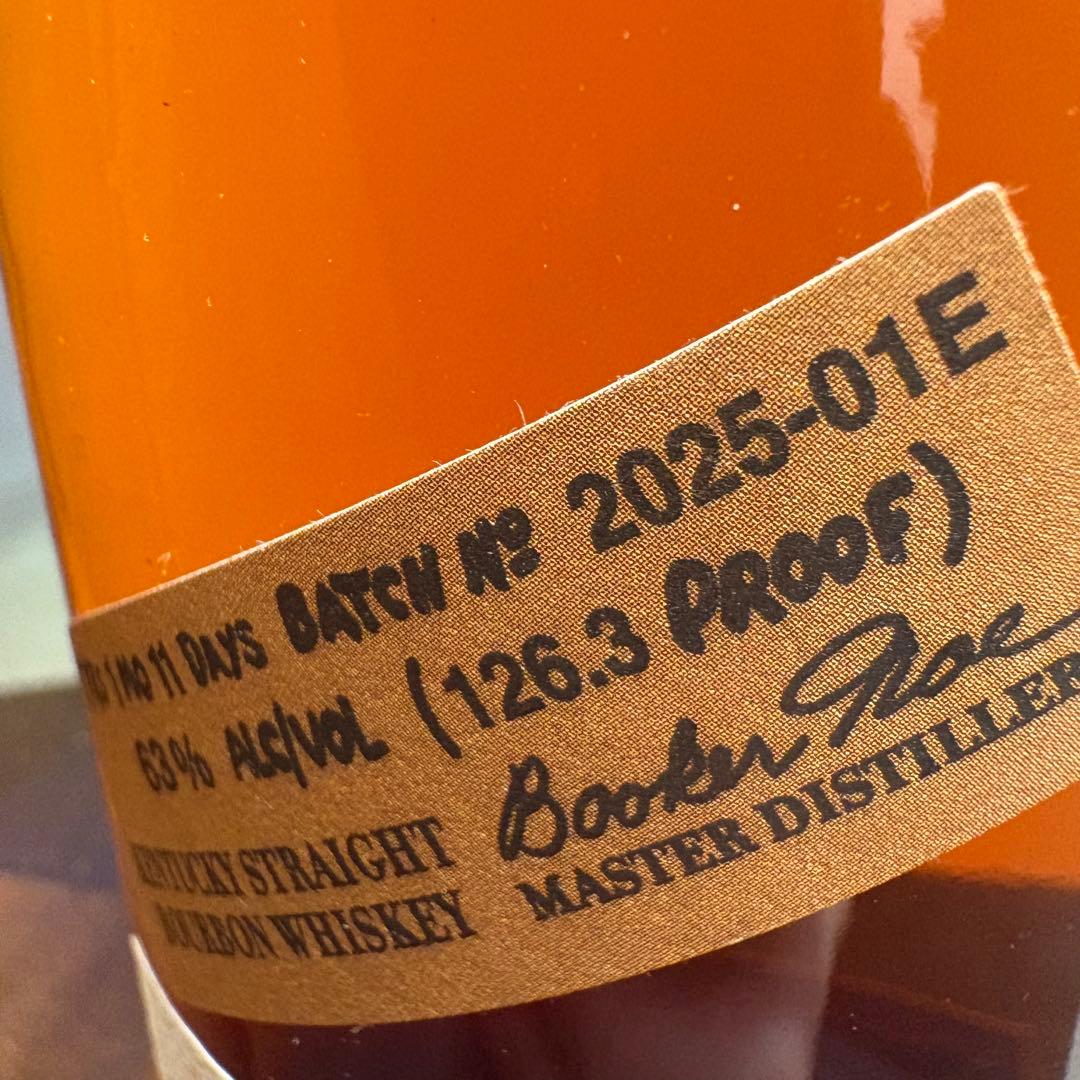 1 MO 11 DAYS BATCH Nº 2025-01E
63% ALC/VOL (126.3 PROOF)
Booker Noe
KENTUCKY STRAIGHT
BOURBON WHISKEY
MASTER DISTILLER